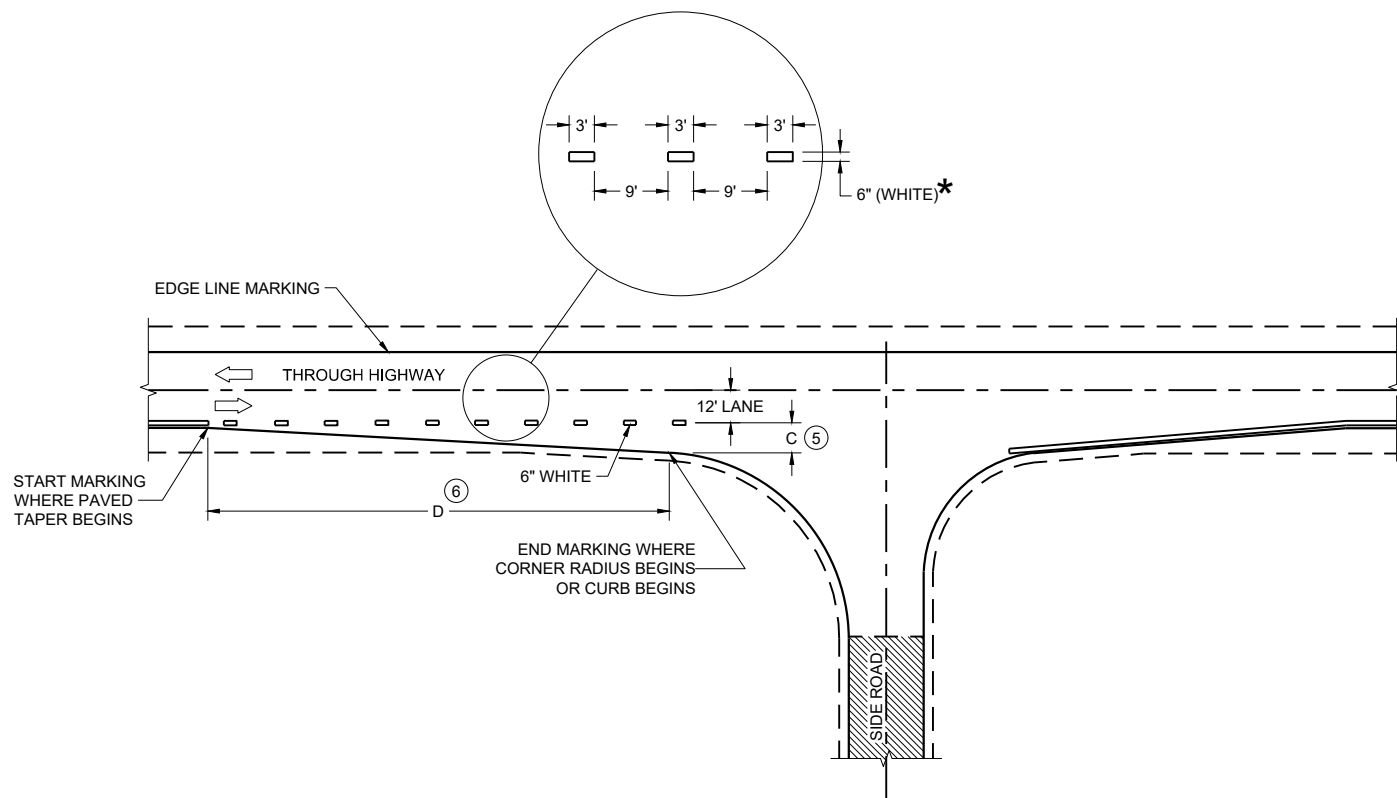 3'
3'
3'
9'
9'
6" (WHITE)*
EDGE LINE MARKING
THROUGH HIGHWAY
12' LANE
C 5
START MARKING
WHERE PAVED
TAPER BEGINS
6" WHITE
6
D
END MARKING WHERE
CORNER RADIUS BEGINS
OR CURB BEGINS
SIDE ROAD